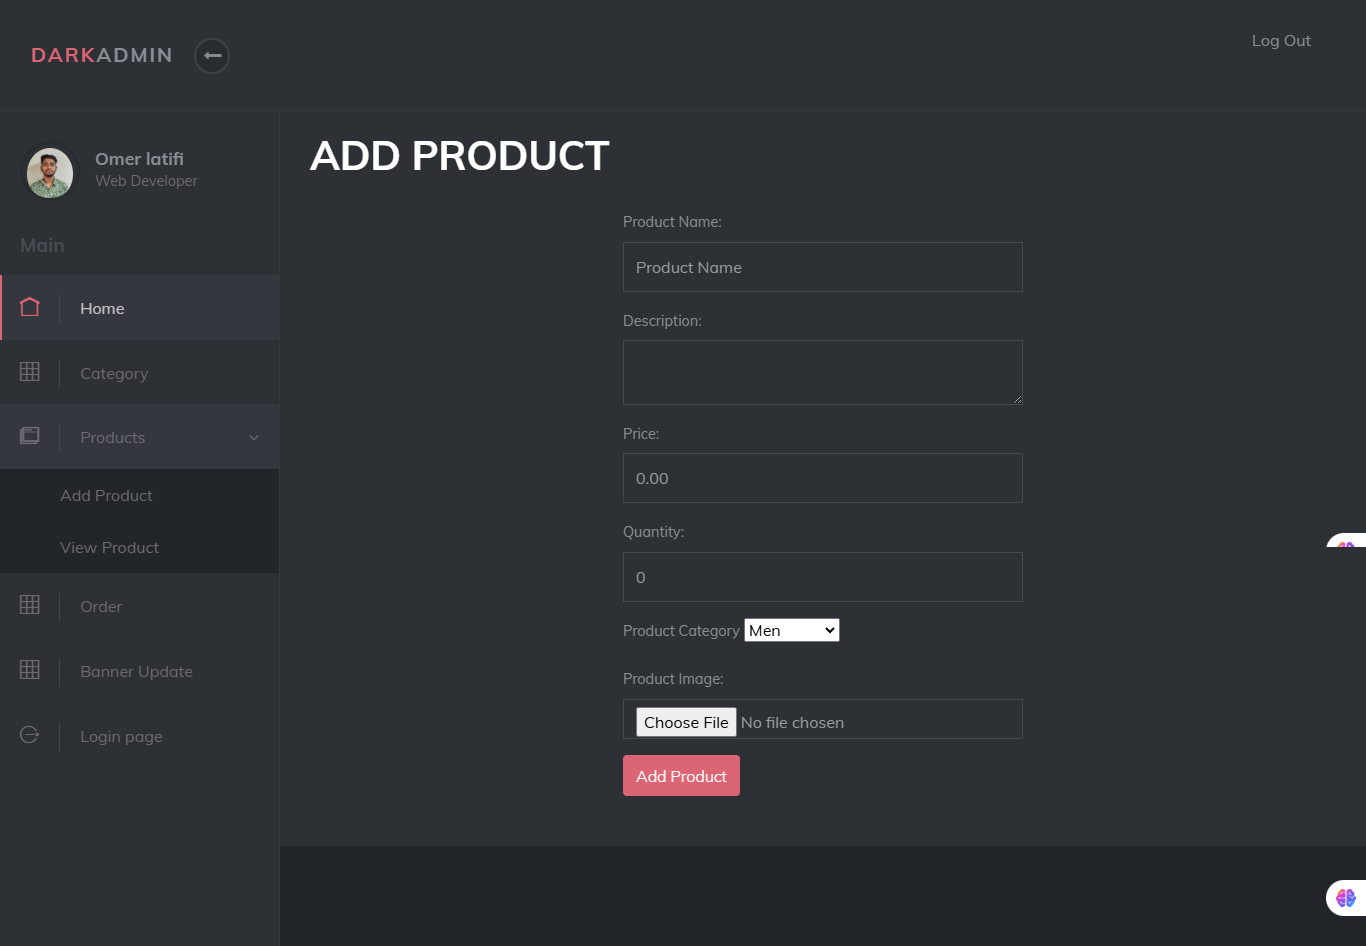 DARKADMIN
Log Out
Omer latifi
Web Developer
Main
Home
Category
Products
Add Product
View Product
Order
Banner Update
Login page
ADD PRODUCT
Product Name:
Product Name
Description:
Price:
0.00
Quantity:
0
Product Category Men
Product Image:
Choose File No file chosen
Add Product